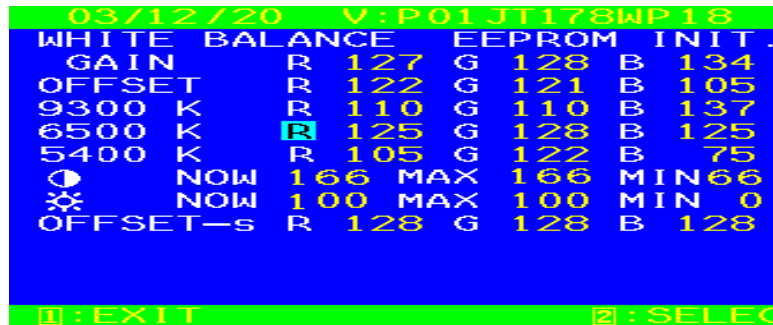 03/12/20 V:P01JT178WP18
WHITE BALANCE EEPROM INIT.
GAIN R 127 G 128 B 134
OFFSET R 122 G 121 B 105
9300 K R 110 G 110 B 137
6500 K R 125 G 128 B 125
5400 K R 105 G 122 B 75
NOW 166 MAX 166 MIN66
NOW 100 MAX 100 MIN 0
OFFSET-s R 128 G 128 B 128
1:EXIT 2:SELEC